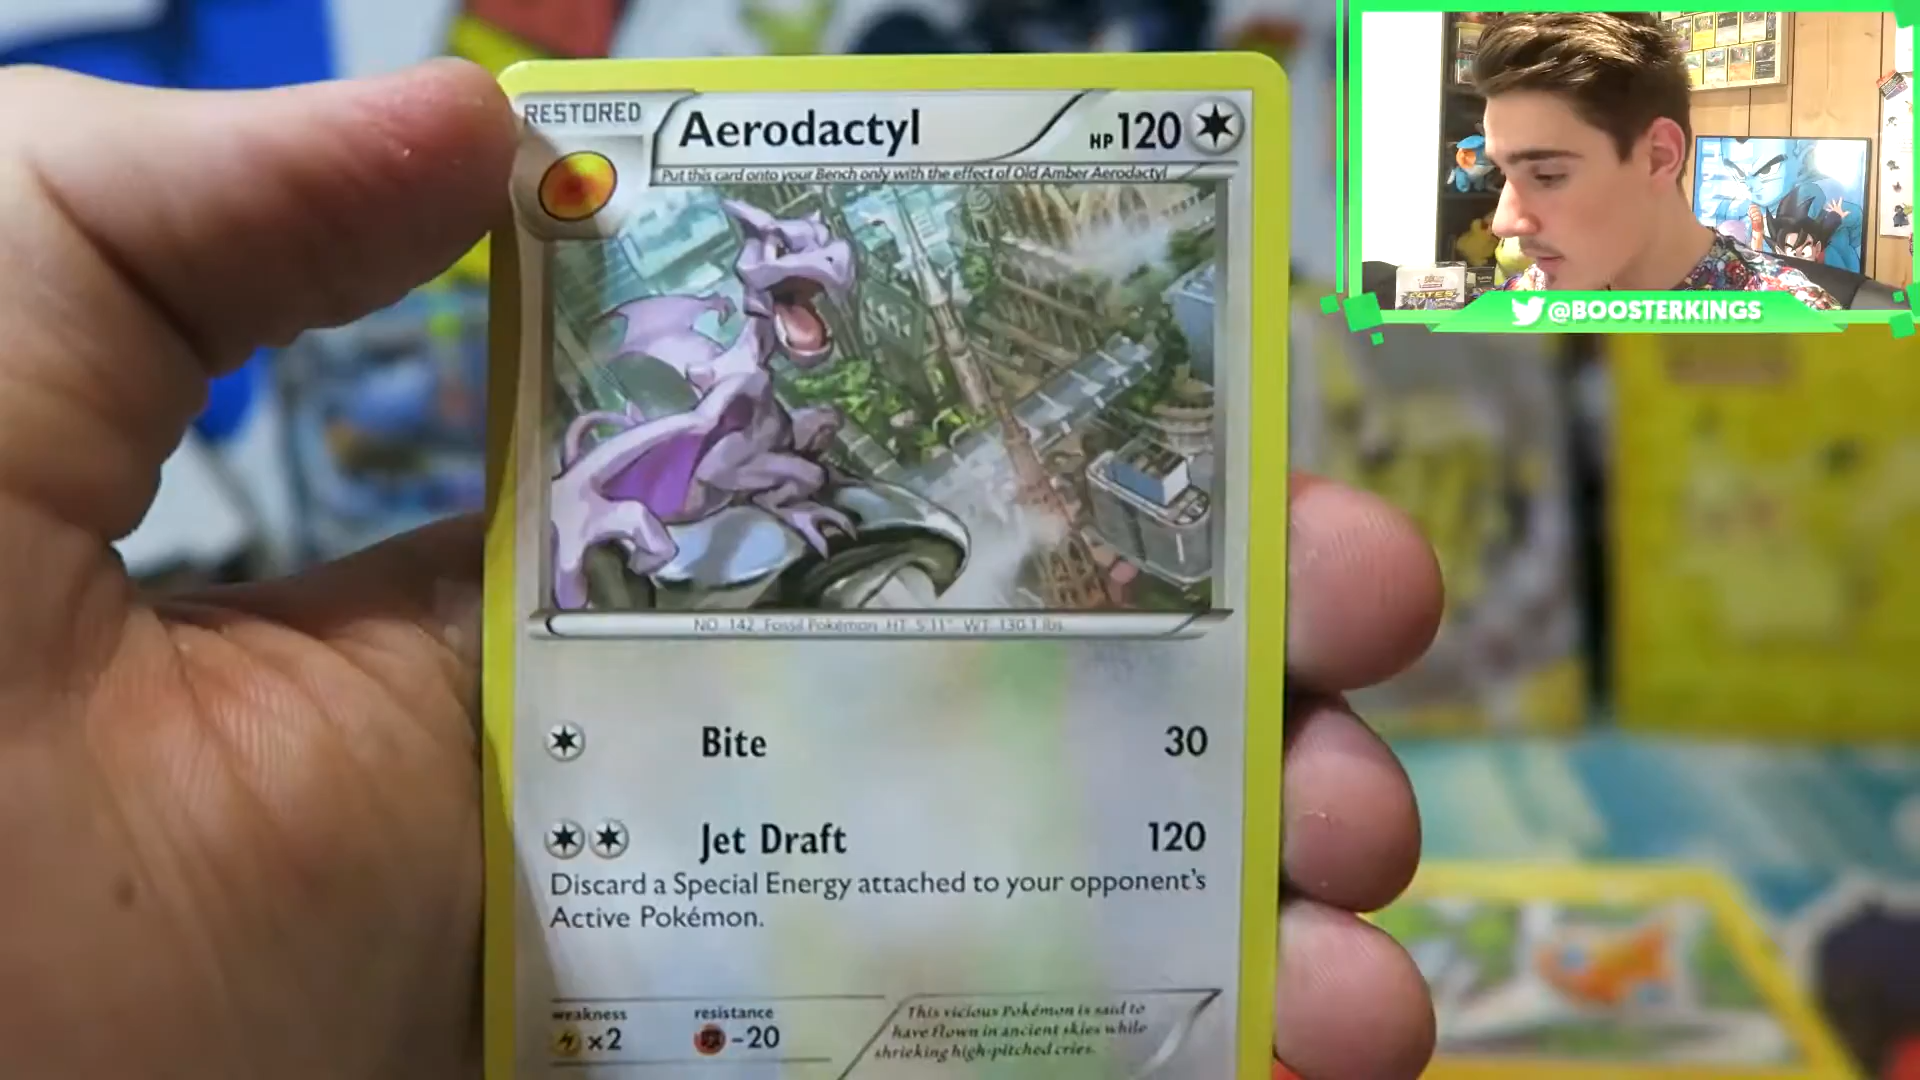 RESTORED
Aerodactyl
HP 120
Put this card onto your Bench only with the effect of Old Amber Aerodactyl
NO. 142 Fossil Pokémon HT 5'11" WT 130.1 lbs.
Bite 30
Jet Draft 120
Discard a Special Energy attached to your opponent's
Active Pokémon.
weakness resistance
×2 -20
This vicious Pokémon is said to
have flown in ancient skies while
shrieking high-pitched cries.
@BOOSTERKINGS
FATES